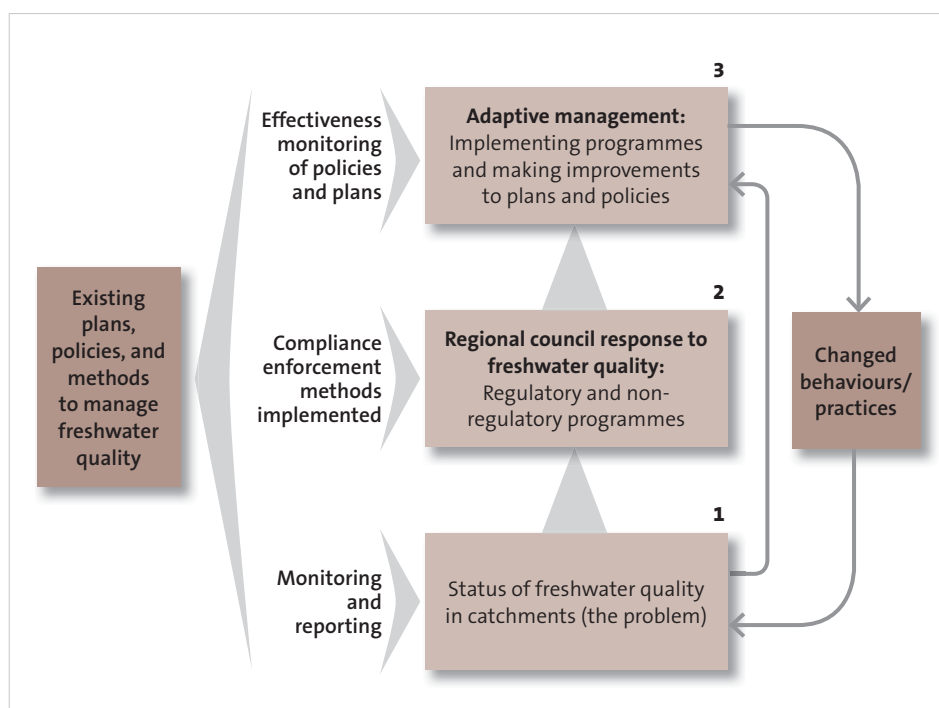 Existing
plans,
policies, and
methods
to manage
freshwater
quality
Effectiveness
monitoring
of policies
and plans
3
Adaptive management:
Implementing programmes
and making improvements
to plans and policies
Compliance
enforcement
methods
implemented
2
Regional council response to
freshwater quality:
Regulatory and non-
regulatory programmes
Monitoring
and
reporting
1
Status of freshwater quality
in catchments (the problem)
Changed
behaviours/
practices